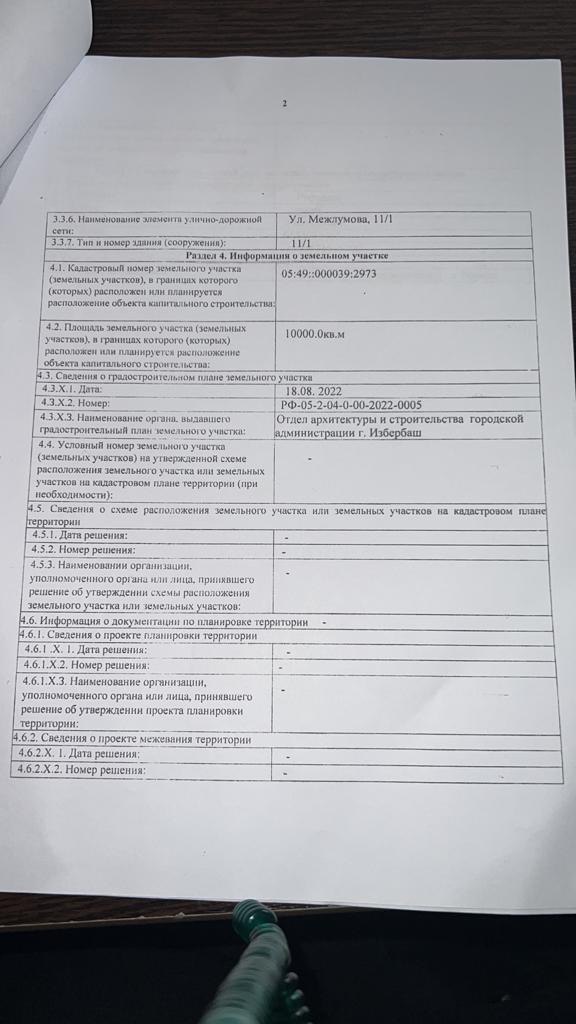 2
3.3.6. Наименование элемента улично-дорожной
сети:
Ул. Межлумова, 11/1
3.3.7. Тип и номер здания (сооружения):
11/1
Раздел 4. Информация о земельном участке
4.1. Кадастровый номер земельного участка
(земельных участков), в границах которого
(которых) расположен или планируется
расположение объекта капитального строительства:
05:49::000039:2973
4.2. Площадь земельного участка (земельных
участков), в границах которого (которых)
расположен или планируется расположение
объекта капитального строительства:
10000.0кв.м
4.3. Сведения о градостроительном плане земельного участка
4.3.X.1. Дата:
18.08. 2022
4.3.X.2. Номер:
РФ-05-2-04-0-00-2022-0005
4.3.X.3. Наименование органа, выдавшего
градостроительный план земельного участка:
Отдел архитектуры и строительства городской
администрации г. Избербаш
4.4. Условный номер земельного участка
(земельных участков) на утвержденной схеме
расположения земельного участка или земельных
участков на кадастровом плане территории (при
необходимости):
-
4.5. Сведения о схеме расположения земельного участка или земельных участков на кадастровом плане
территории
4.5.1. Дата решения:
-
4.5.2. Номер решения:
-
4.5.3. Наименовании организации,
уполномоченного органа или лица, принявшего
решение об утверждении схемы расположения
земельного участка или земельных участков:
-
4.6. Информация о документации по планировке территории -
4.6.1. Сведения о проекте планировки территории
4.6.1 .X. 1. Дата решения:
-
4.6.1.X.2. Номер решения:
-
4.6.1.X.3. Наименование организации,
уполномоченного органа или лица, принявшего
решение об утверждении проекта планировки
территории:
-
4.6.2. Сведения о проекте межевания территории
4.6.2.X. 1. Дата решения:
-
4.6.2.X.2. Номер решения:
-